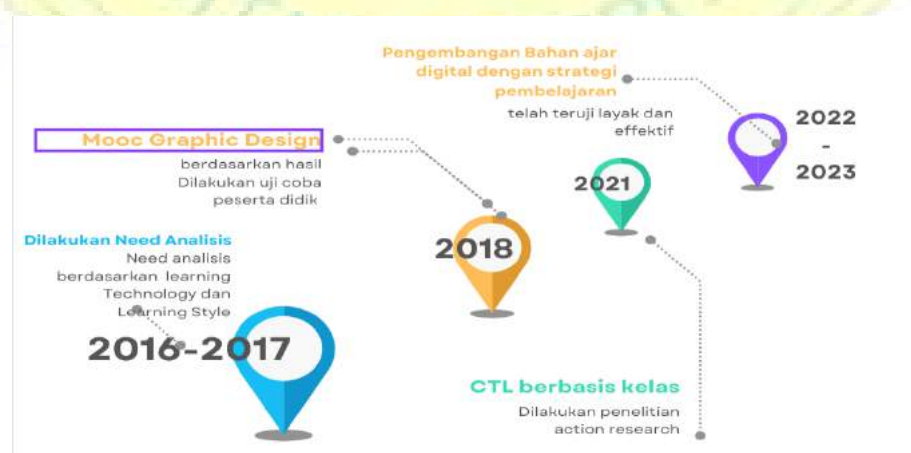 Pengembangan Bahan ajar
digital dengan strategi
pembelajaran
telah teruji layak dan
effektif
2022
-
2023
Mooc Graphic Design
berdasarkan hasil
Dilakukan uji coba
peserta didik
2021
Dilakukan Need Analisis
Need analisis
berdasarkan learning
Technology dan
Learning Style
2018
2016-2017
CTL berbasis kelas
Dilakukan penelitian
action research